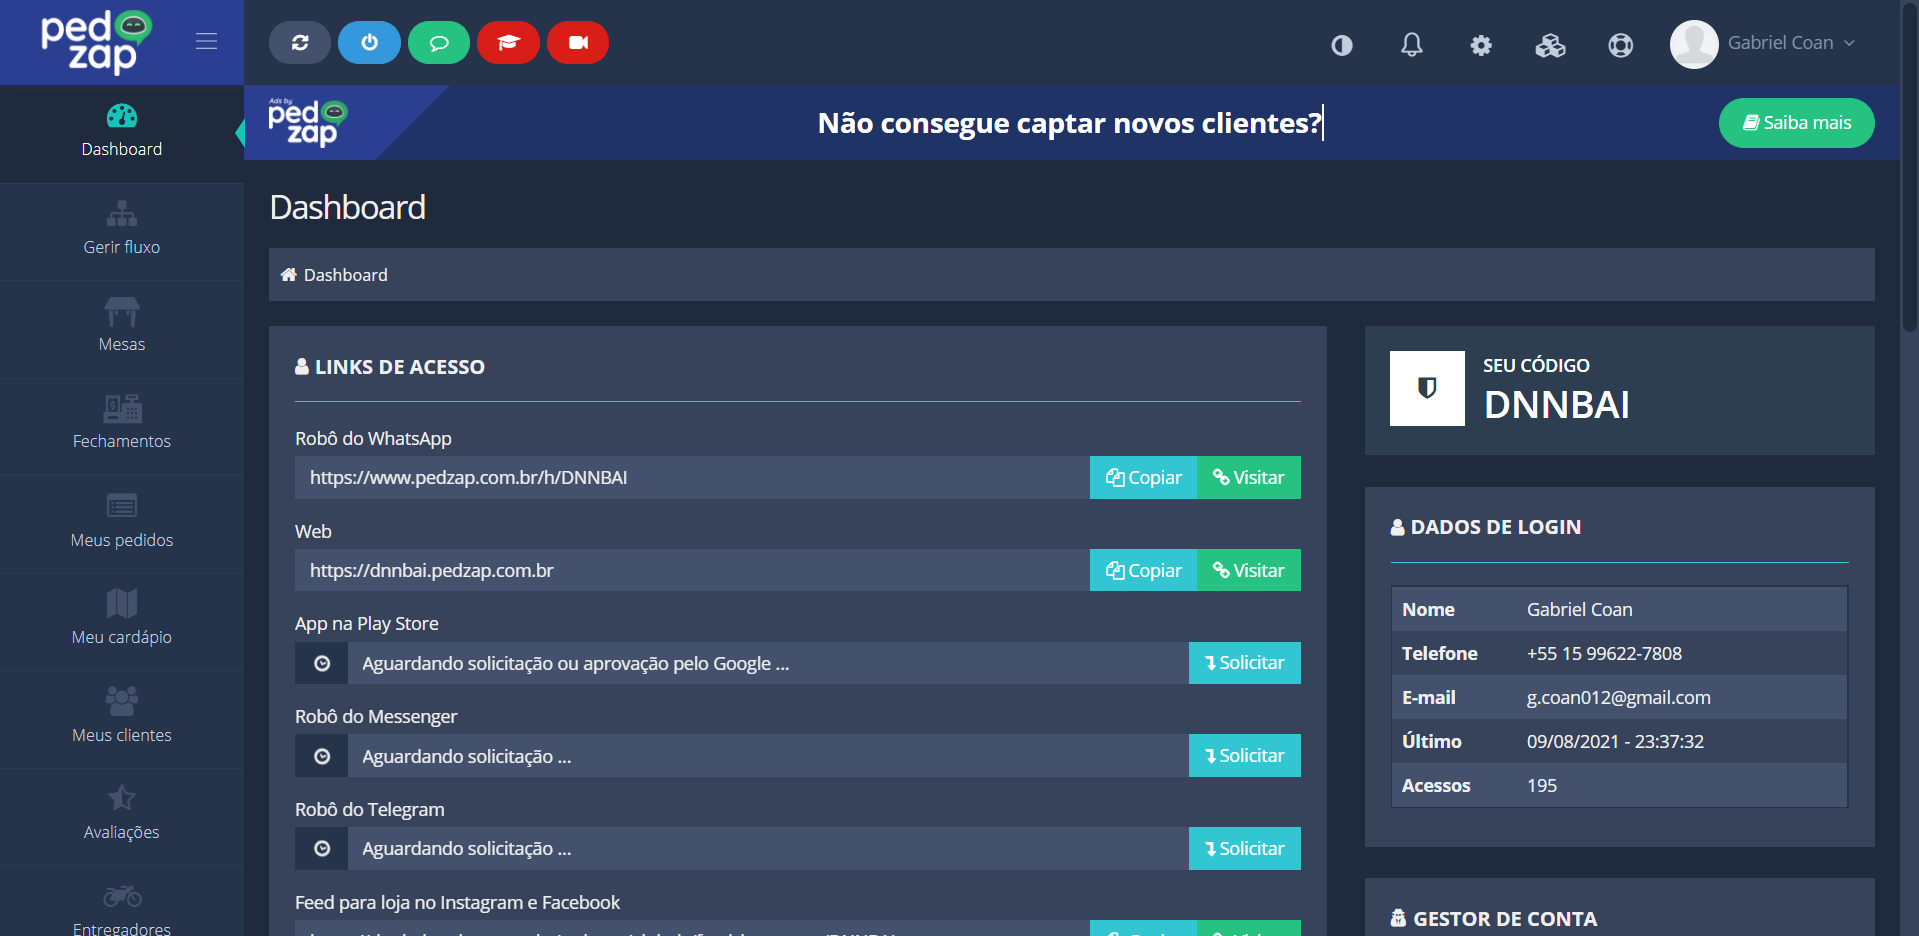 ped
zap
Gabriel Coan
Ads by
ped
zap
Não consegue captar novos clientes?
Saiba mais
Dashboard
Gerir fluxo
Mesas
Fechamentos
Meus pedidos
Meu cardápio
Meus clientes
Avaliações
Entregadores
Dashboard
Dashboard
LINKS DE ACESSO
Robô do WhatsApp
https://www.pedzap.com.br/h/DNNBAI
Copiar
Visitar
Web
https://dnnbai.pedzap.com.br
Copiar
Visitar
App na Play Store
Aguardando solicitação ou aprovação pelo Google ...
Solicitar
Robô do Messenger
Aguardando solicitação ...
Solicitar
Robô do Telegram
Aguardando solicitação ...
Solicitar
Feed para loja no Instagram e Facebook
SEU CÓDIGO
DNNBAI
DADOS DE LOGIN
Nome Gabriel Coan
Telefone +55 15 99622-7808
E-mail g.coan012@gmail.com
Último 09/08/2021 - 23:37:32
Acessos 195
GESTOR DE CONTA